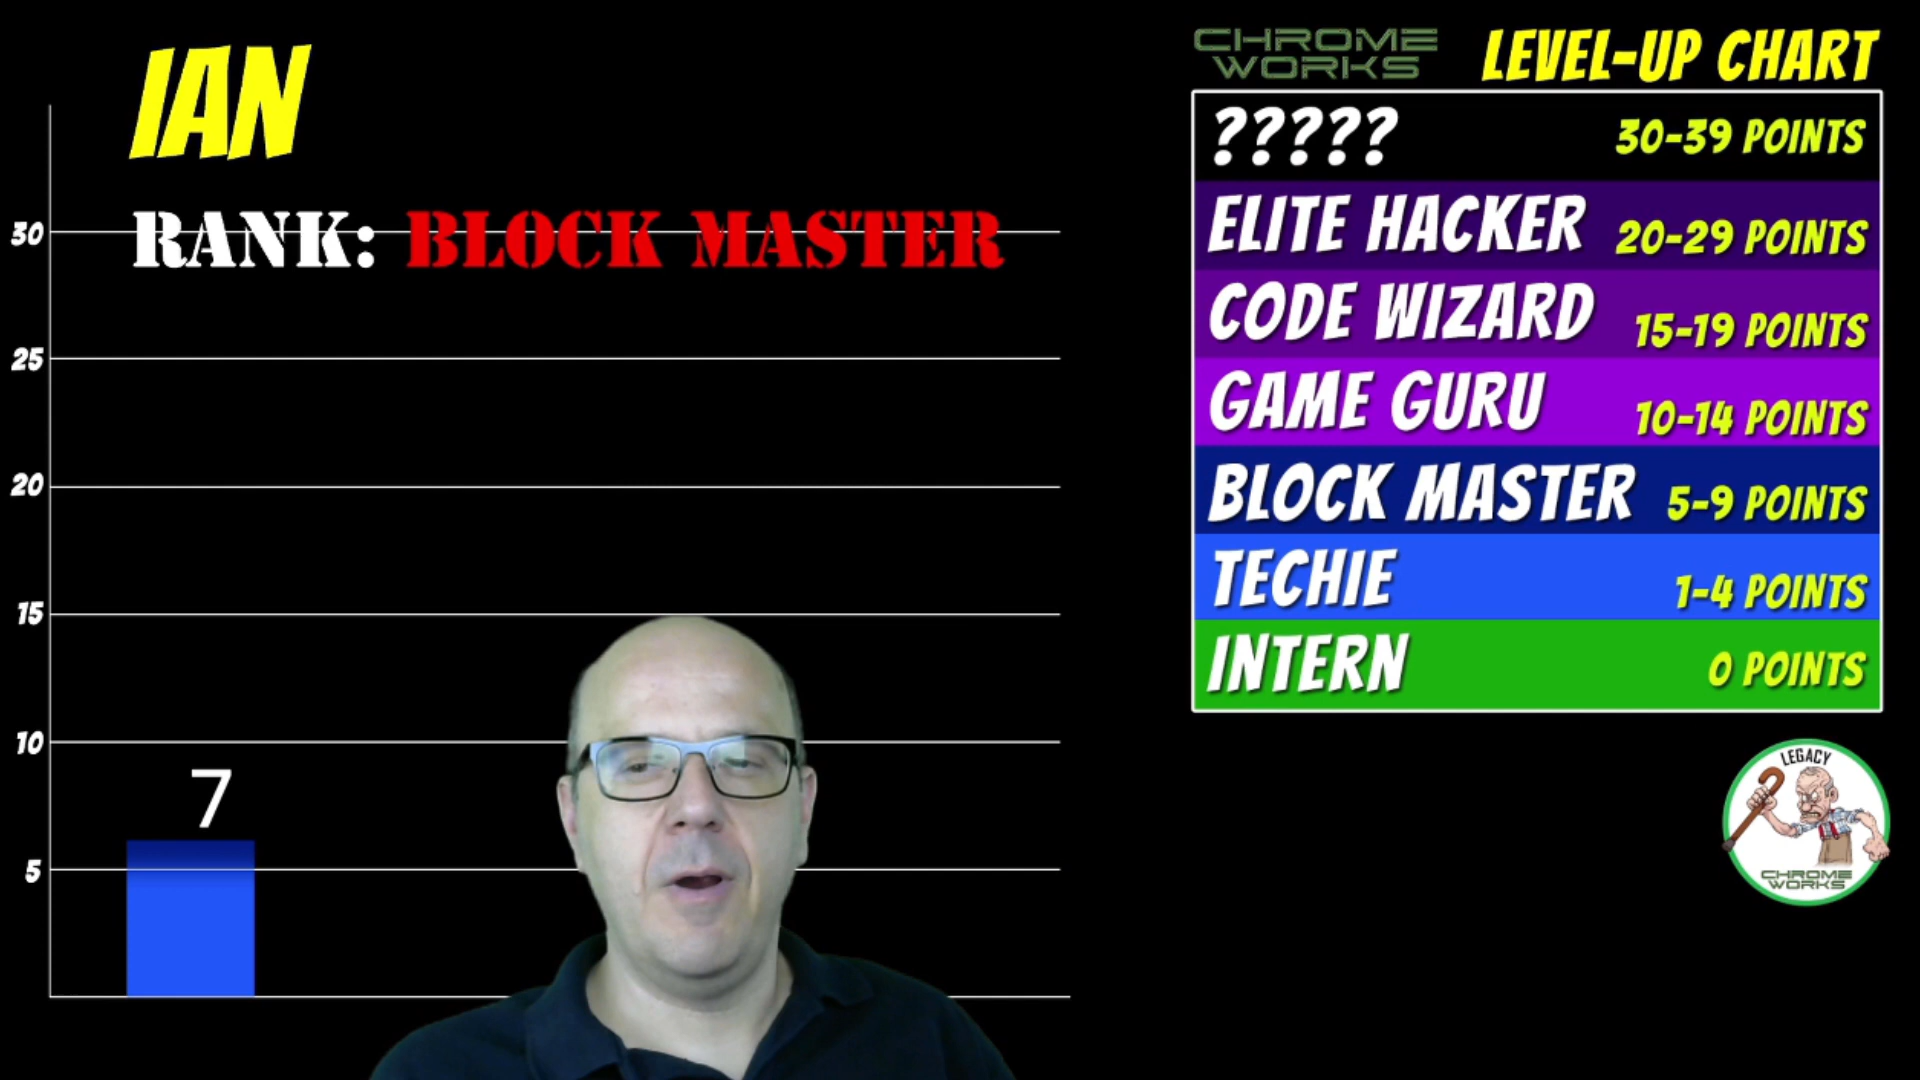 IAN
RANK: BLOCK MASTER
30
25
20
15
10
5
7
CHROME
WORKS
LEVEL-UP CHART
????? 30-39 POINTS
ELITE HACKER 20-29 POINTS
CODE WIZARD 15-19 POINTS
GAME GURU 10-14 POINTS
BLOCK MASTER 5-9 POINTS
TECHIE 1-4 POINTS
INTERN 0 POINTS
LEGACY
CHROME
WORKS